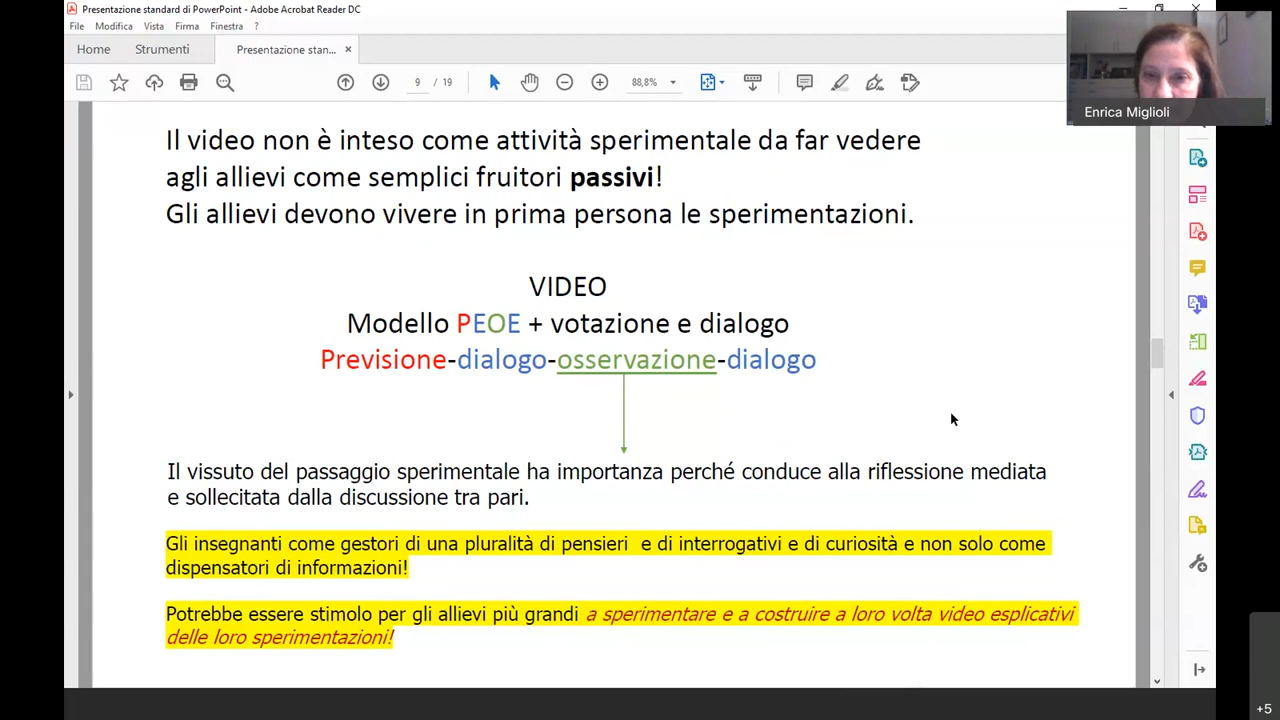 Presentazione standard di PowerPoint - Adobe Acrobat Reader DC
File Modifica Vista Firma Finestra ?
Home Strumenti Presentazione stan... ×
9 / 19 88,8%
Enrica Miglioli
Il video non è inteso come attività sperimentale da far vedere
agli allievi come semplici fruitori passivi!
Gli allievi devono vivere in prima persona le sperimentazioni.
VIDEO
Modello PEOE + votazione e dialogo
Previsione-dialogo-osservazione-dialogo
Il vissuto del passaggio sperimentale ha importanza perché conduce alla riflessione mediata
e sollecitata dalla discussione tra pari.
Gli insegnanti come gestori di una pluralità di pensieri e di interrogativi e di curiosità e non solo come
dispensatori di informazioni!
Potrebbe essere stimolo per gli allievi più grandi a sperimentare e a costruire a loro volta video esplicativi
delle loro sperimentazioni!
+5